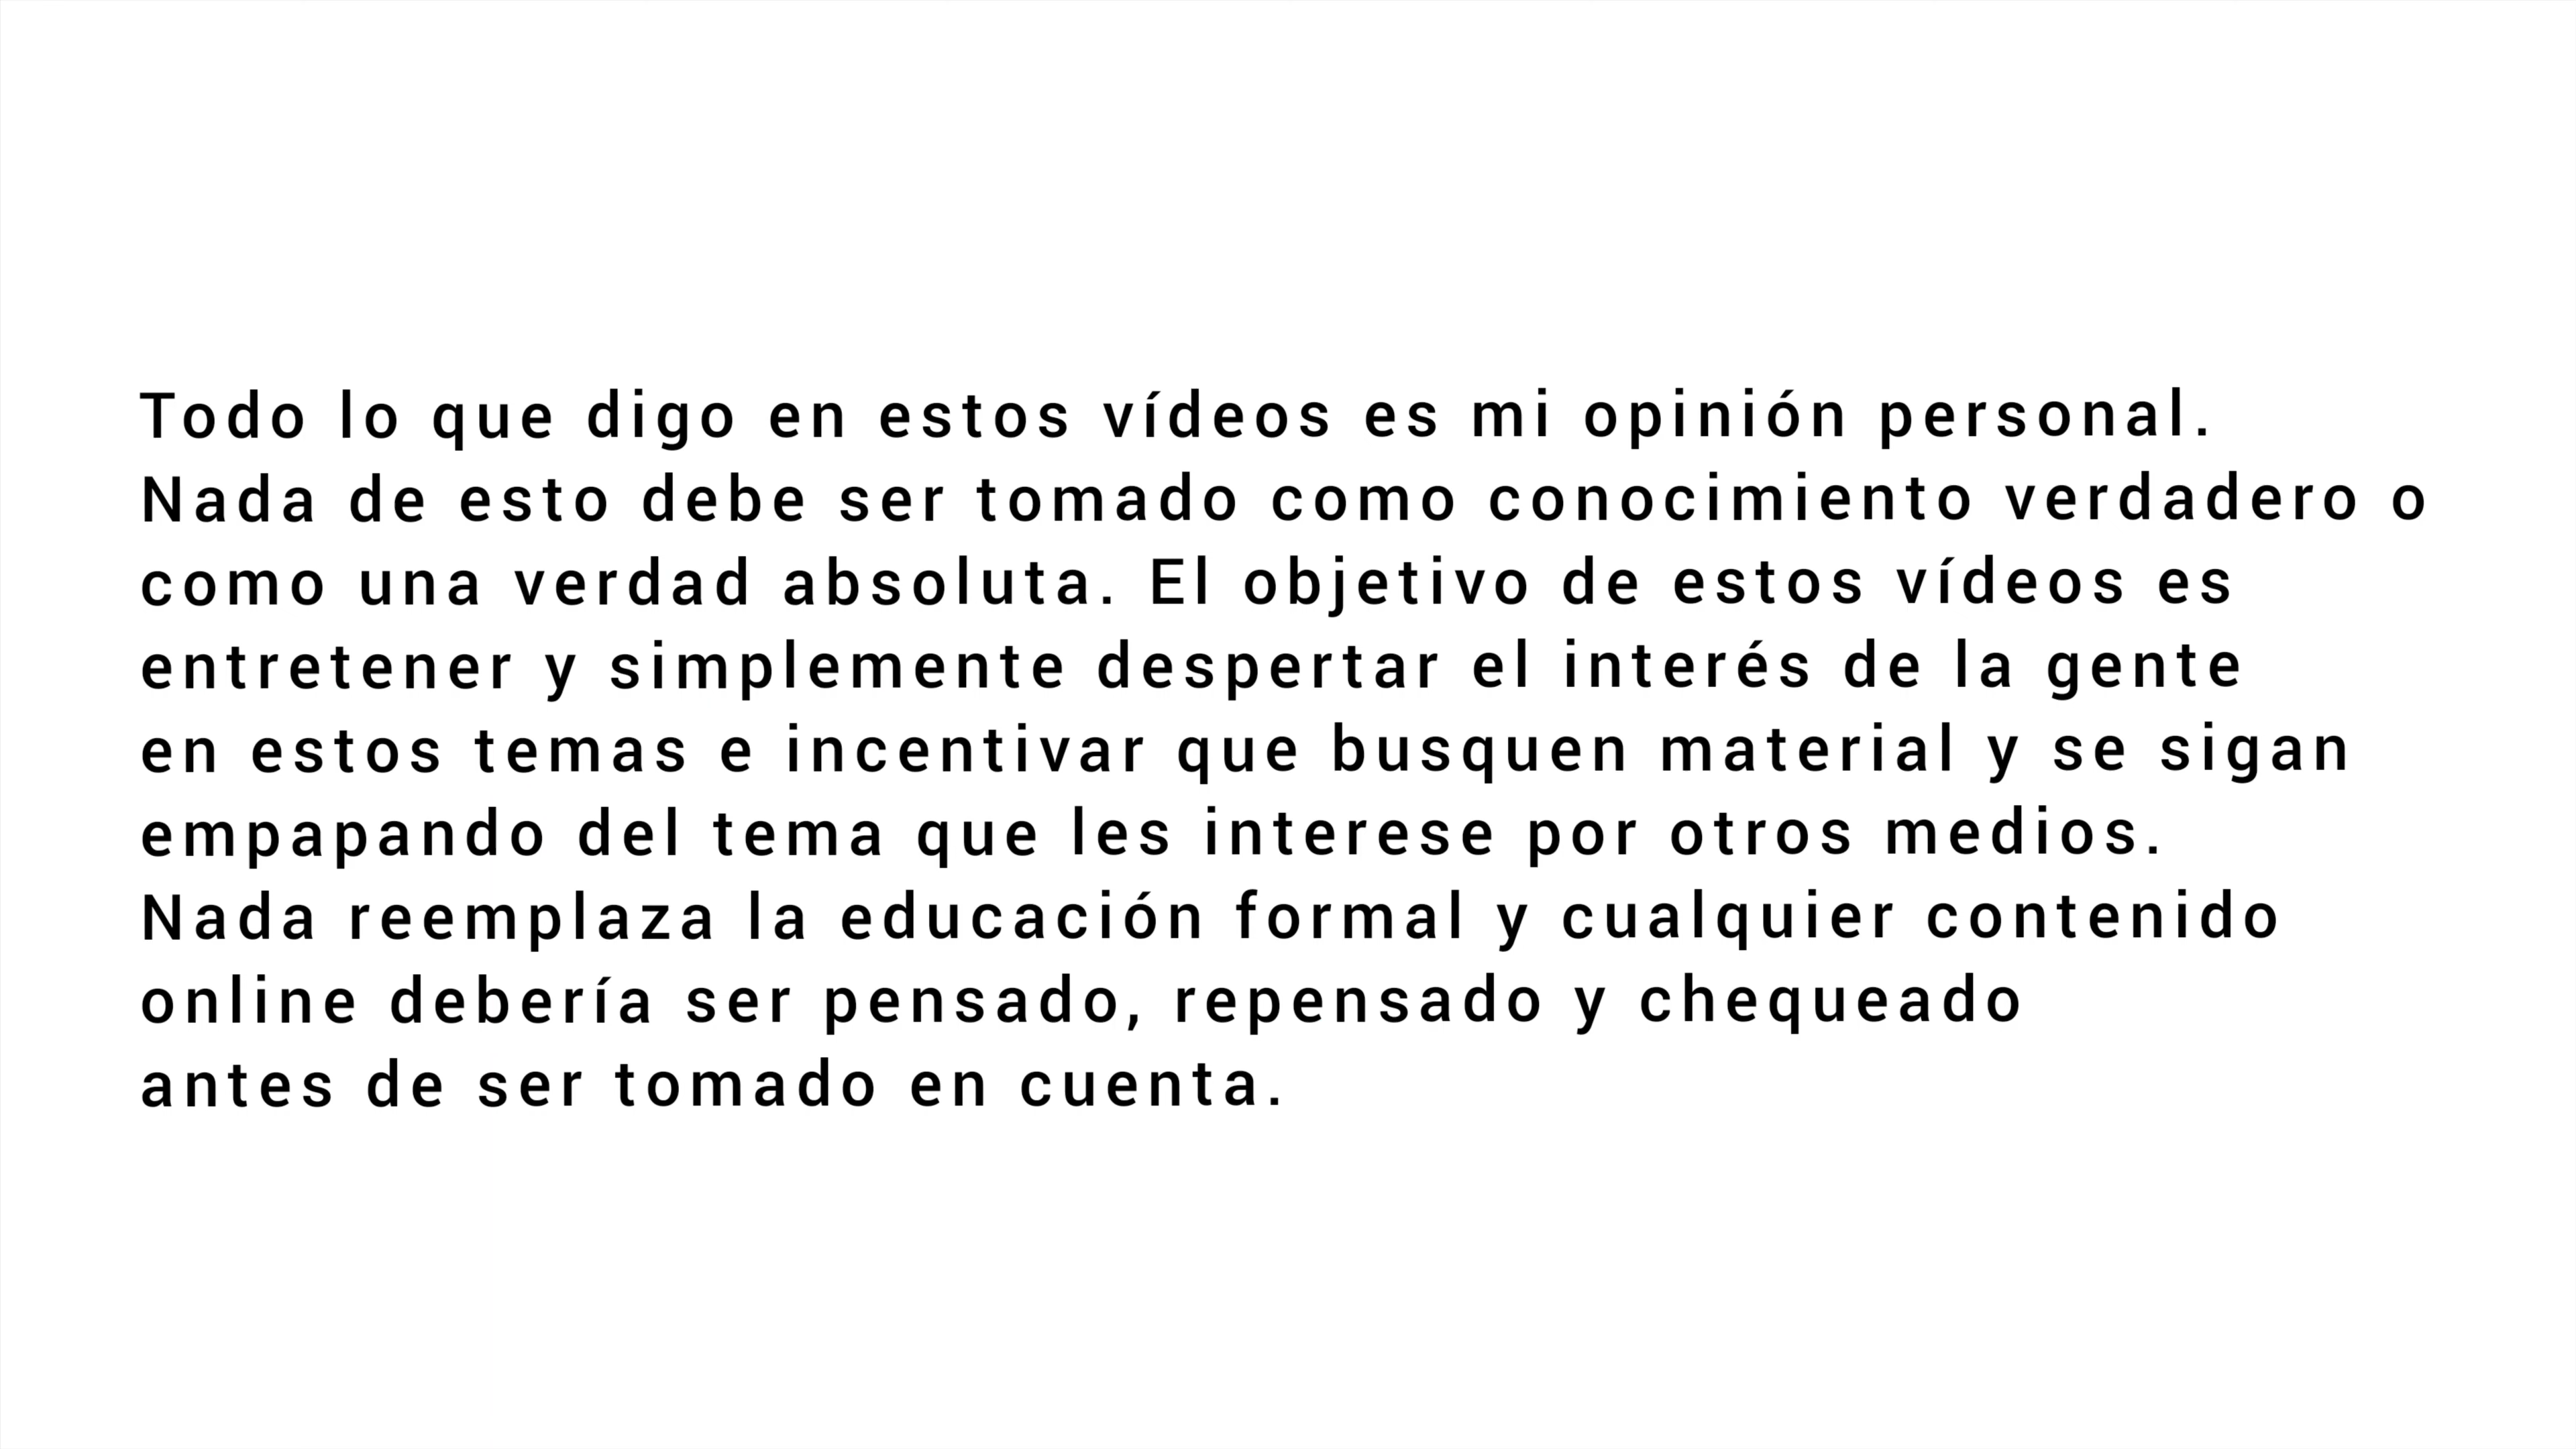 Todo lo que digo en estos vídeos es mi opinión personal.
Nada de esto debe ser tomado como conocimiento verdadero o
como una verdad absoluta. El objetivo de estos vídeos es
entretener y simplemente despertar el interés de la gente
en estos temas e incentivar que busquen material y se sigan
empapando del tema que les interese por otros medios.
Nada reemplaza la educación formal y cualquier contenido
online debería ser pensado, repensado y chequeado
antes de ser tomado en cuenta.